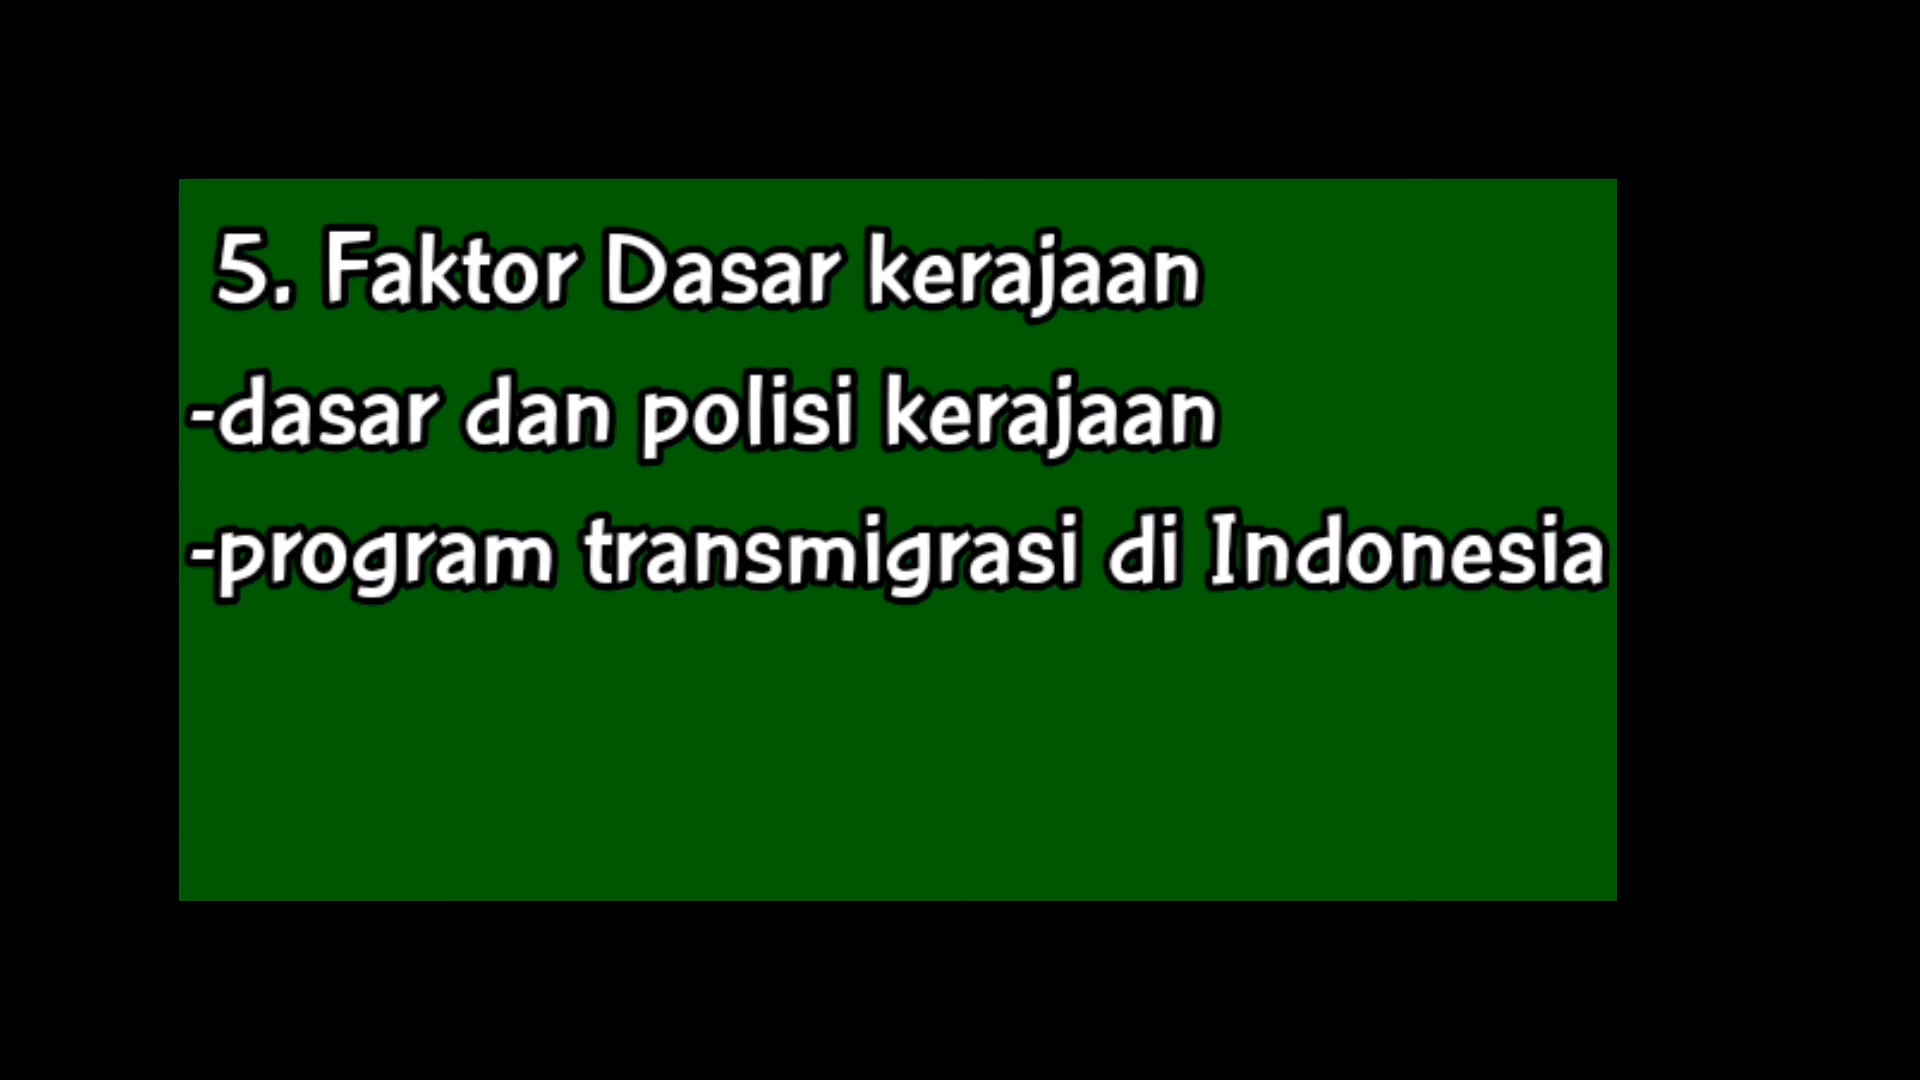 5. Faktor Dasar kerajaan
-dasar dan polisi kerajaan
-program transmigrasi di Indonesia